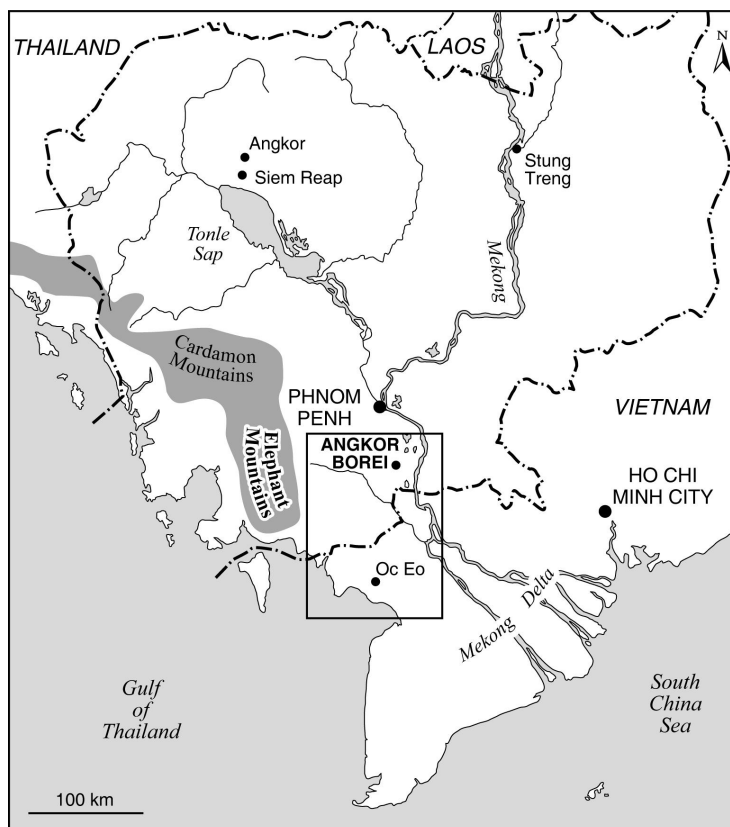 THAILAND
LAOS
N
Angkor
Siem Reap
Stung
Treng
Tonle
Sap
Mekong
Cardamon
Mountains
PHNOM
PENH
VIETNAM
Elephant
Mountains
ANGKOR
BOREI
HO CHI
MINH CITY
Oc Eo
Mekong Delta
Gulf
of
Thailand
South
China
Sea
100 km